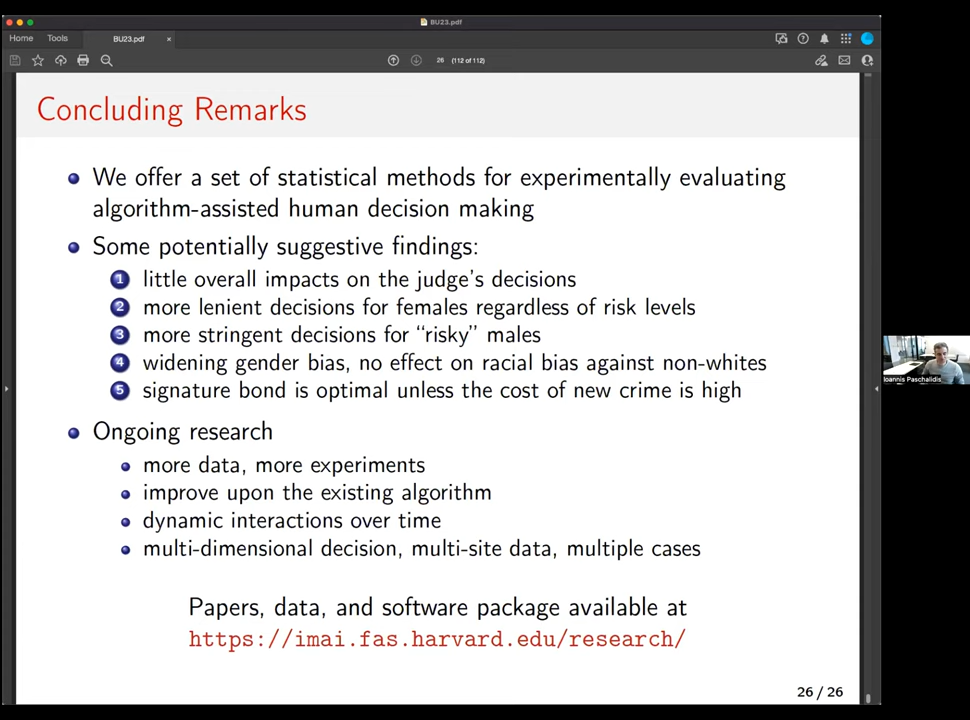 BU23.pdf
Home Tools BU23.pdf ×
26 (112 of 112)
Concluding Remarks
We offer a set of statistical methods for experimentally evaluating
algorithm-assisted human decision making
Some potentially suggestive findings:
1 little overall impacts on the judge's decisions
2 more lenient decisions for females regardless of risk levels
3 more stringent decisions for “risky” males
4 widening gender bias, no effect on racial bias against non-whites
5 signature bond is optimal unless the cost of new crime is high
Ongoing research
more data, more experiments
improve upon the existing algorithm
dynamic interactions over time
multi-dimensional decision, multi-site data, multiple cases
Papers, data, and software package available at
https://imai.fas.harvard.edu/research/
26 / 26
Ioannis Paschalidis